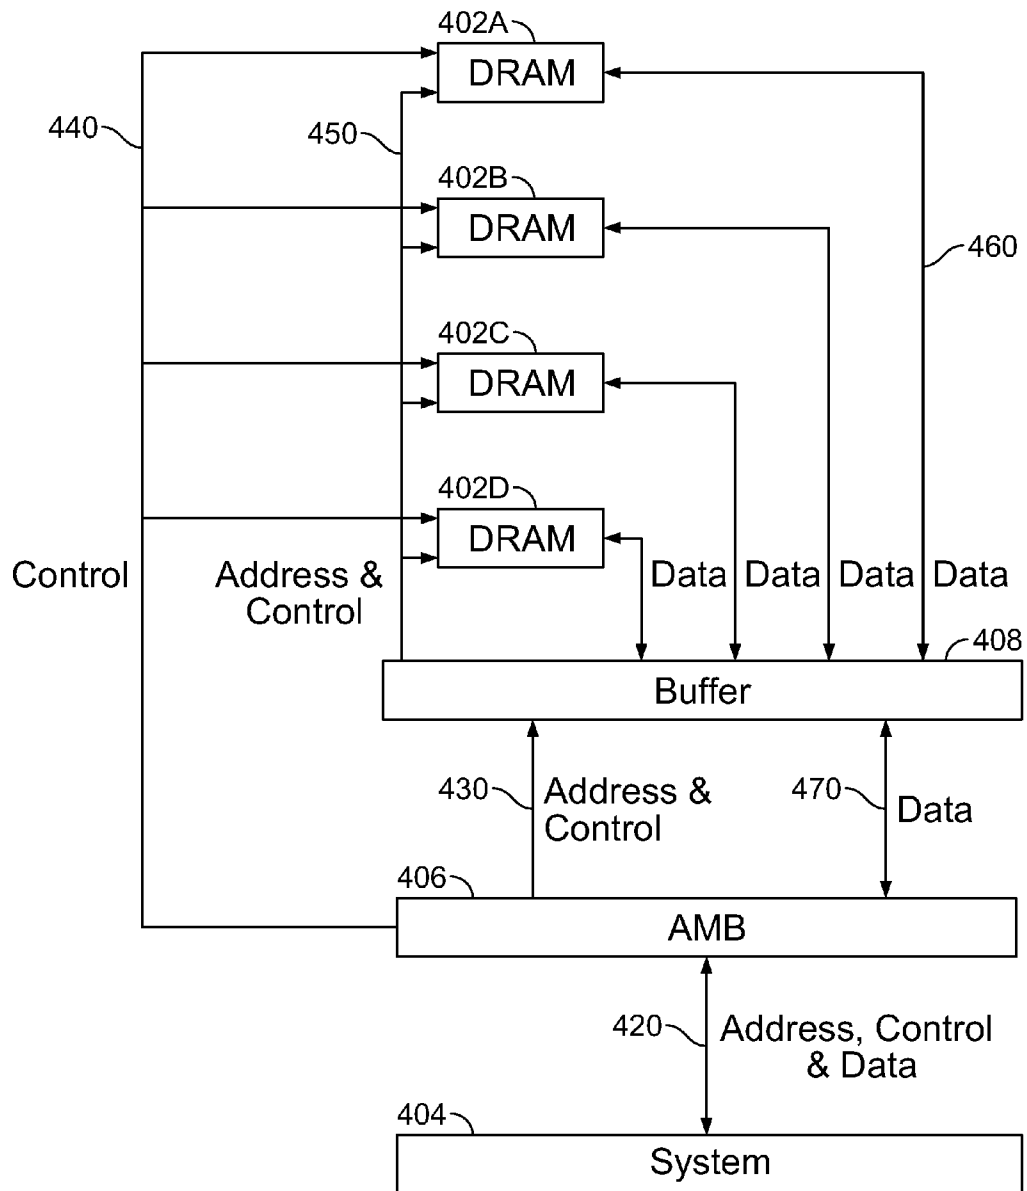 402A
DRAM
440
450
402B
DRAM
460
402C
DRAM
402D
DRAM
Control
Address &
Control
Data
Data
Data
Data
408
Buffer
430
Address &
Control
470
Data
406
AMB
420
Address, Control
& Data
404
System